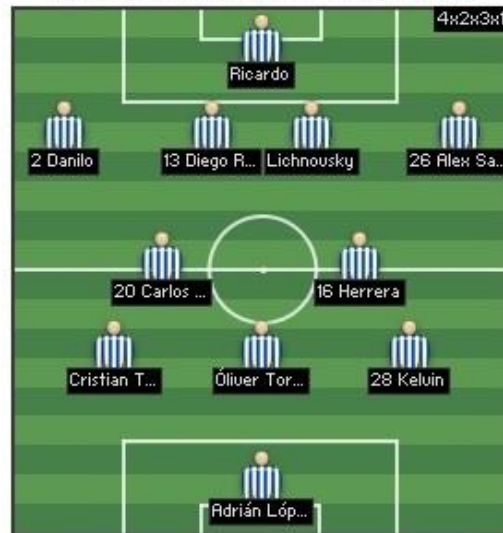 4x2x3x1
Ricardo
2 Danilo
13 Diego R...
Lichnousky
26 Alex Sa...
20 Carlos ...
16 Herrera
Cristian T...
Óliver Tor...
28 Kelvin
Adrián Lóp...